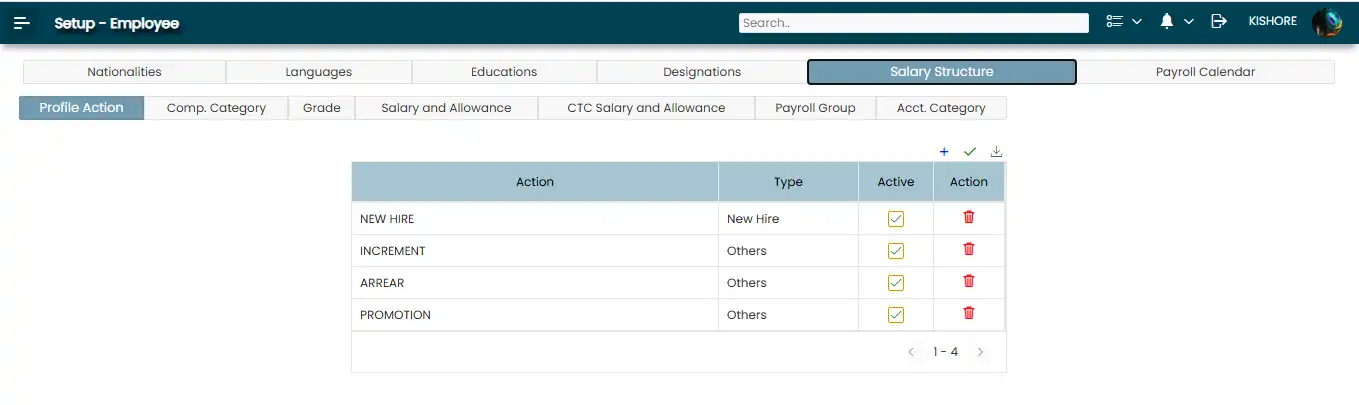 Setup - Employee Search.. KISHORE
Nationalities Languages Educations Designations Salary Structure Payroll Calendar
Profile Action Comp. Category Grade Salary and Allowance CTC Salary and Allowance Payroll Group Acct. Category
Action Type Active Action
NEW HIRE New Hire
INCREMENT Others
ARREAR Others
PROMOTION Others
1 - 4